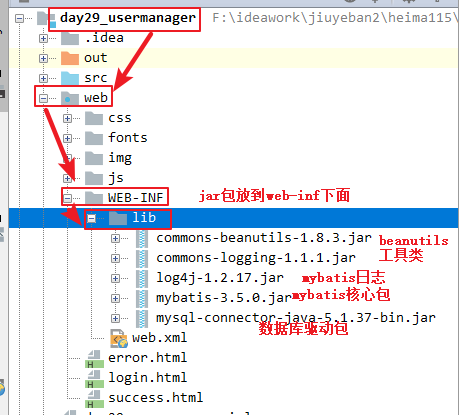 day29_usermanager F:\ideawork\jiuyeban2\heima115\
.idea
out
src
web
css
fonts
img
js
WEB-INF jar包放到web-inf下面
lib
commons-beanutils-1.8.3.jar beanutils
commons-logging-1.1.1.jar 工具类
log4j-1.2.17.jar mybatis日志
mybatis-3.5.0.jar mybatis核心包
mysql-connector-java-5.1.37-bin.jar
数据库驱动包
web.xml
error.html
login.html
success.html